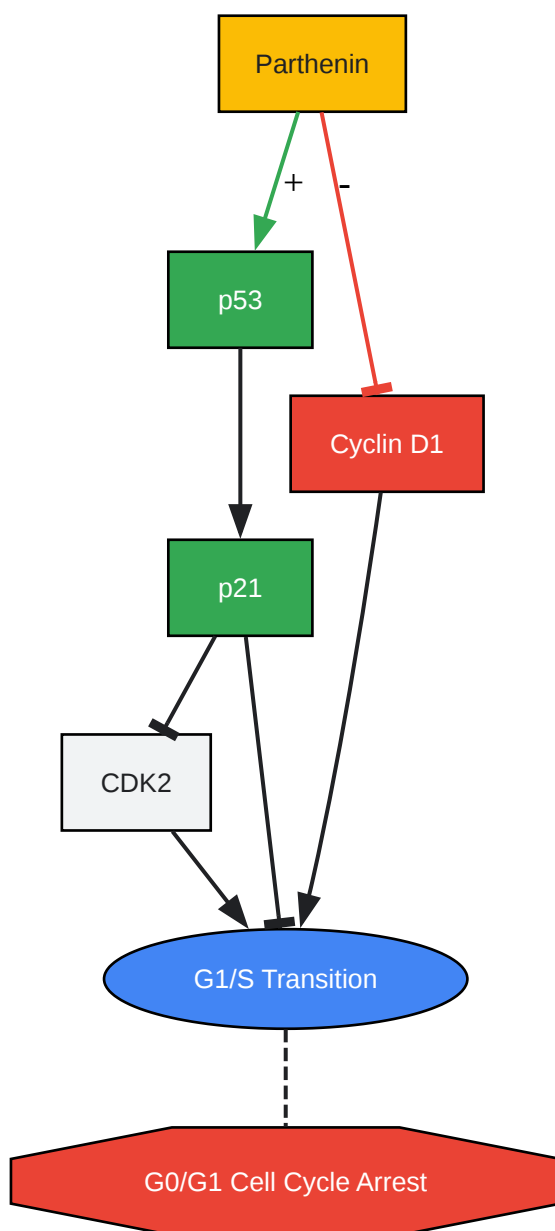 Parthenin
+
-
p53
Cyclin D1
p21
CDK2
G1/S Transition
G0/G1 Cell Cycle Arrest